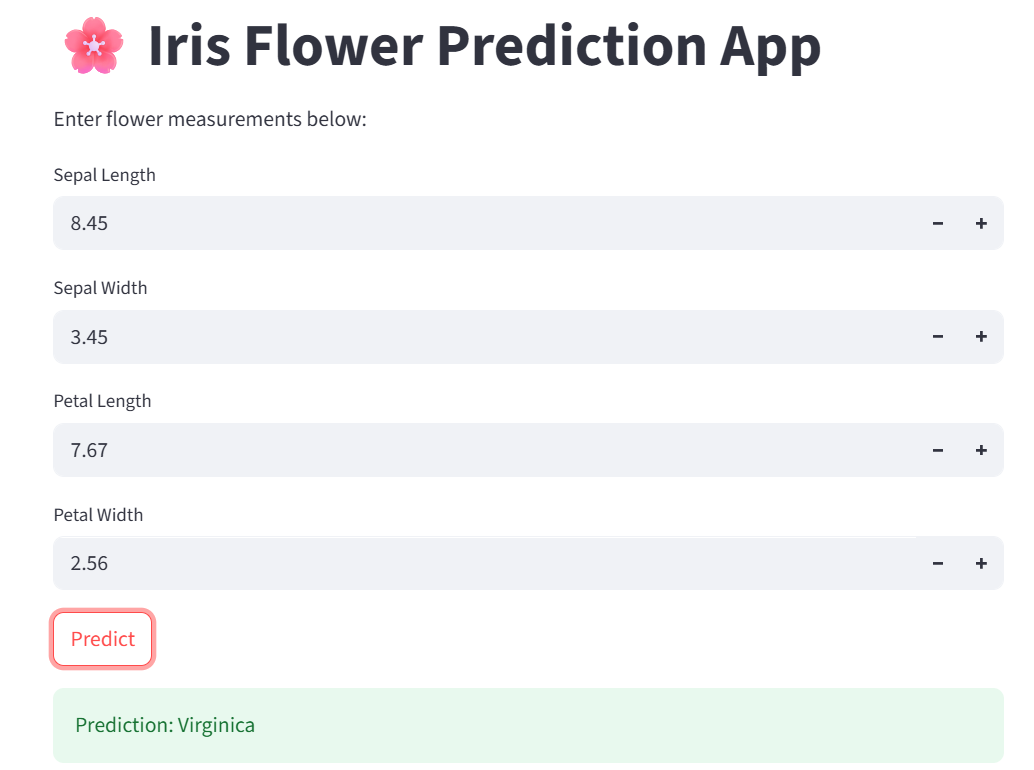 Iris Flower Prediction App
Enter flower measurements below:
Sepal Length
8.45
Sepal Width
3.45
Petal Length
7.67
Petal Width
2.56
Predict
Prediction: Virginica